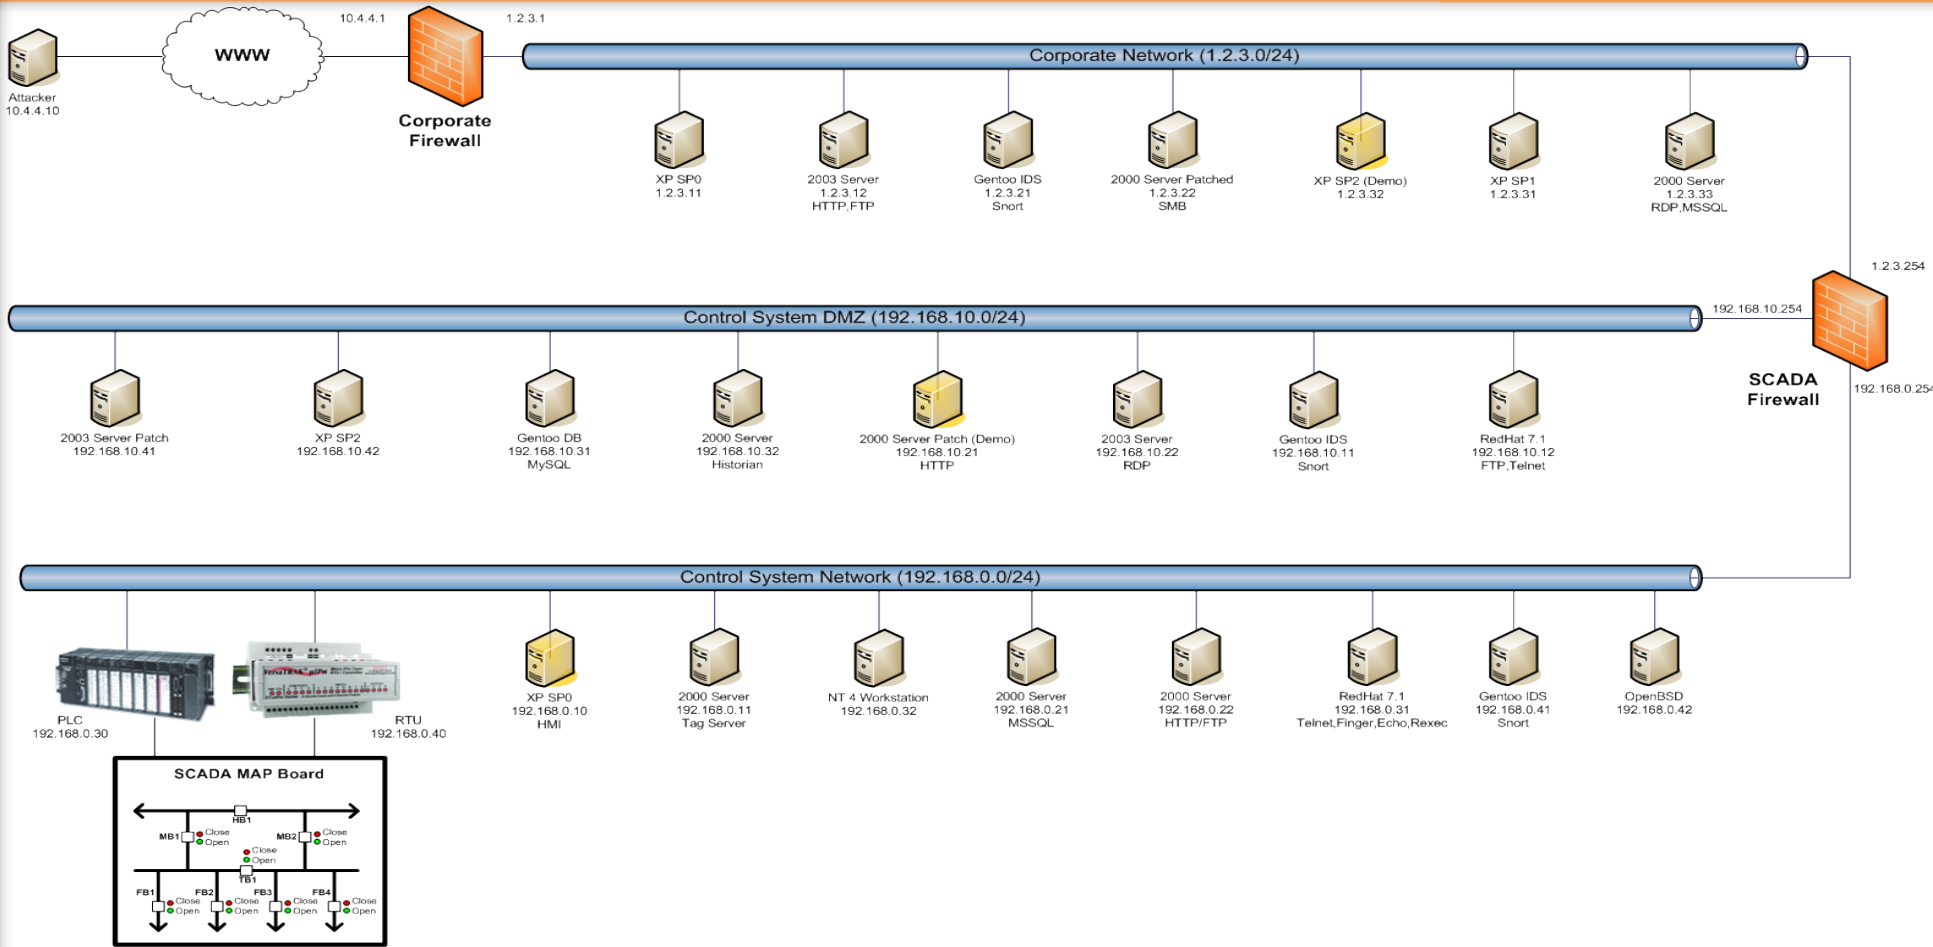 10.4.4.1
1.2.3.1
WWW
Corporate Network (1.2.3.0/24)
Attacker
10.4.4.10
Corporate
Firewall
XP SP0
1.2.3.11
2003 Server
1.2.3.12
HTTP,FTP
Gentoo IDS
1.2.3.21
Snort
2000 Server Patched
1.2.3.22
SMB
XP SP2 (Demo)
1.2.3.32
XP SP1
1.2.3.31
2000 Server
1.2.3.33
RDP,MSSQL
1.2.3.254
192.168.10.254
Control System DMZ (192.168.10.0/24)
SCADA
Firewall
192.168.0.254
2003 Server Patch
192.168.10.41
XP SP2
192.168.10.42
Gentoo DB
192.168.10.31
MySQL
2000 Server
192.168.10.32
Historian
2000 Server Patch (Demo)
192.168.10.21
HTTP
2003 Server
192.168.10.22
RDP
Gentoo IDS
192.168.10.11
Snort
RedHat 7.1
192.168.10.12
FTP,Telnet
Control System Network (192.168.0.0/24)
PLC
192.168.0.30
RTU
192.168.0.40
XP SP0
192.168.0.10
HMI
2000 Server
192.168.0.11
Tag Server
NT 4 Workstation
192.168.0.32
2000 Server
192.168.0.21
MSSQL
2000 Server
192.168.0.22
HTTP/FTP
RedHat 7.1
192.168.0.31
Telnet,Finger,Echo,Rexec
Gentoo IDS
192.168.0.41
Snort
OpenBSD
192.168.0.42
SCADA MAP Board
HB1
MB1
Close
Open
MB2
Close
Open
Close
Open
TB1
FB1
Close
Open
FB2
Close
Open
FB3
Close
Open
FB4
Close
Open